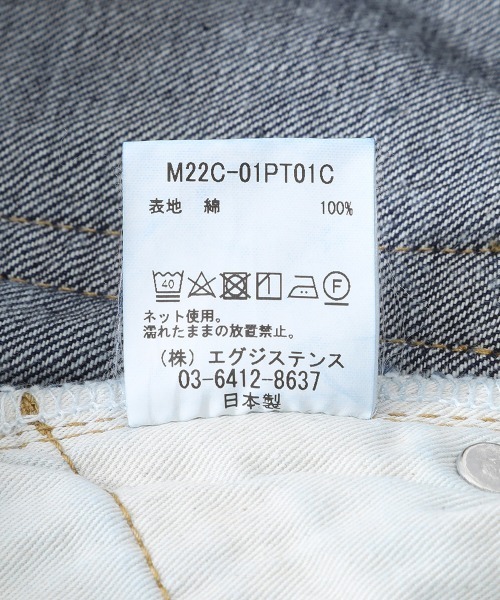 M22C-01PT01C
表地 綿 100%
40 F
ネット使用。
濡れたままの放置禁止。
（株）エグジステンス
03-6412-8637
日本製